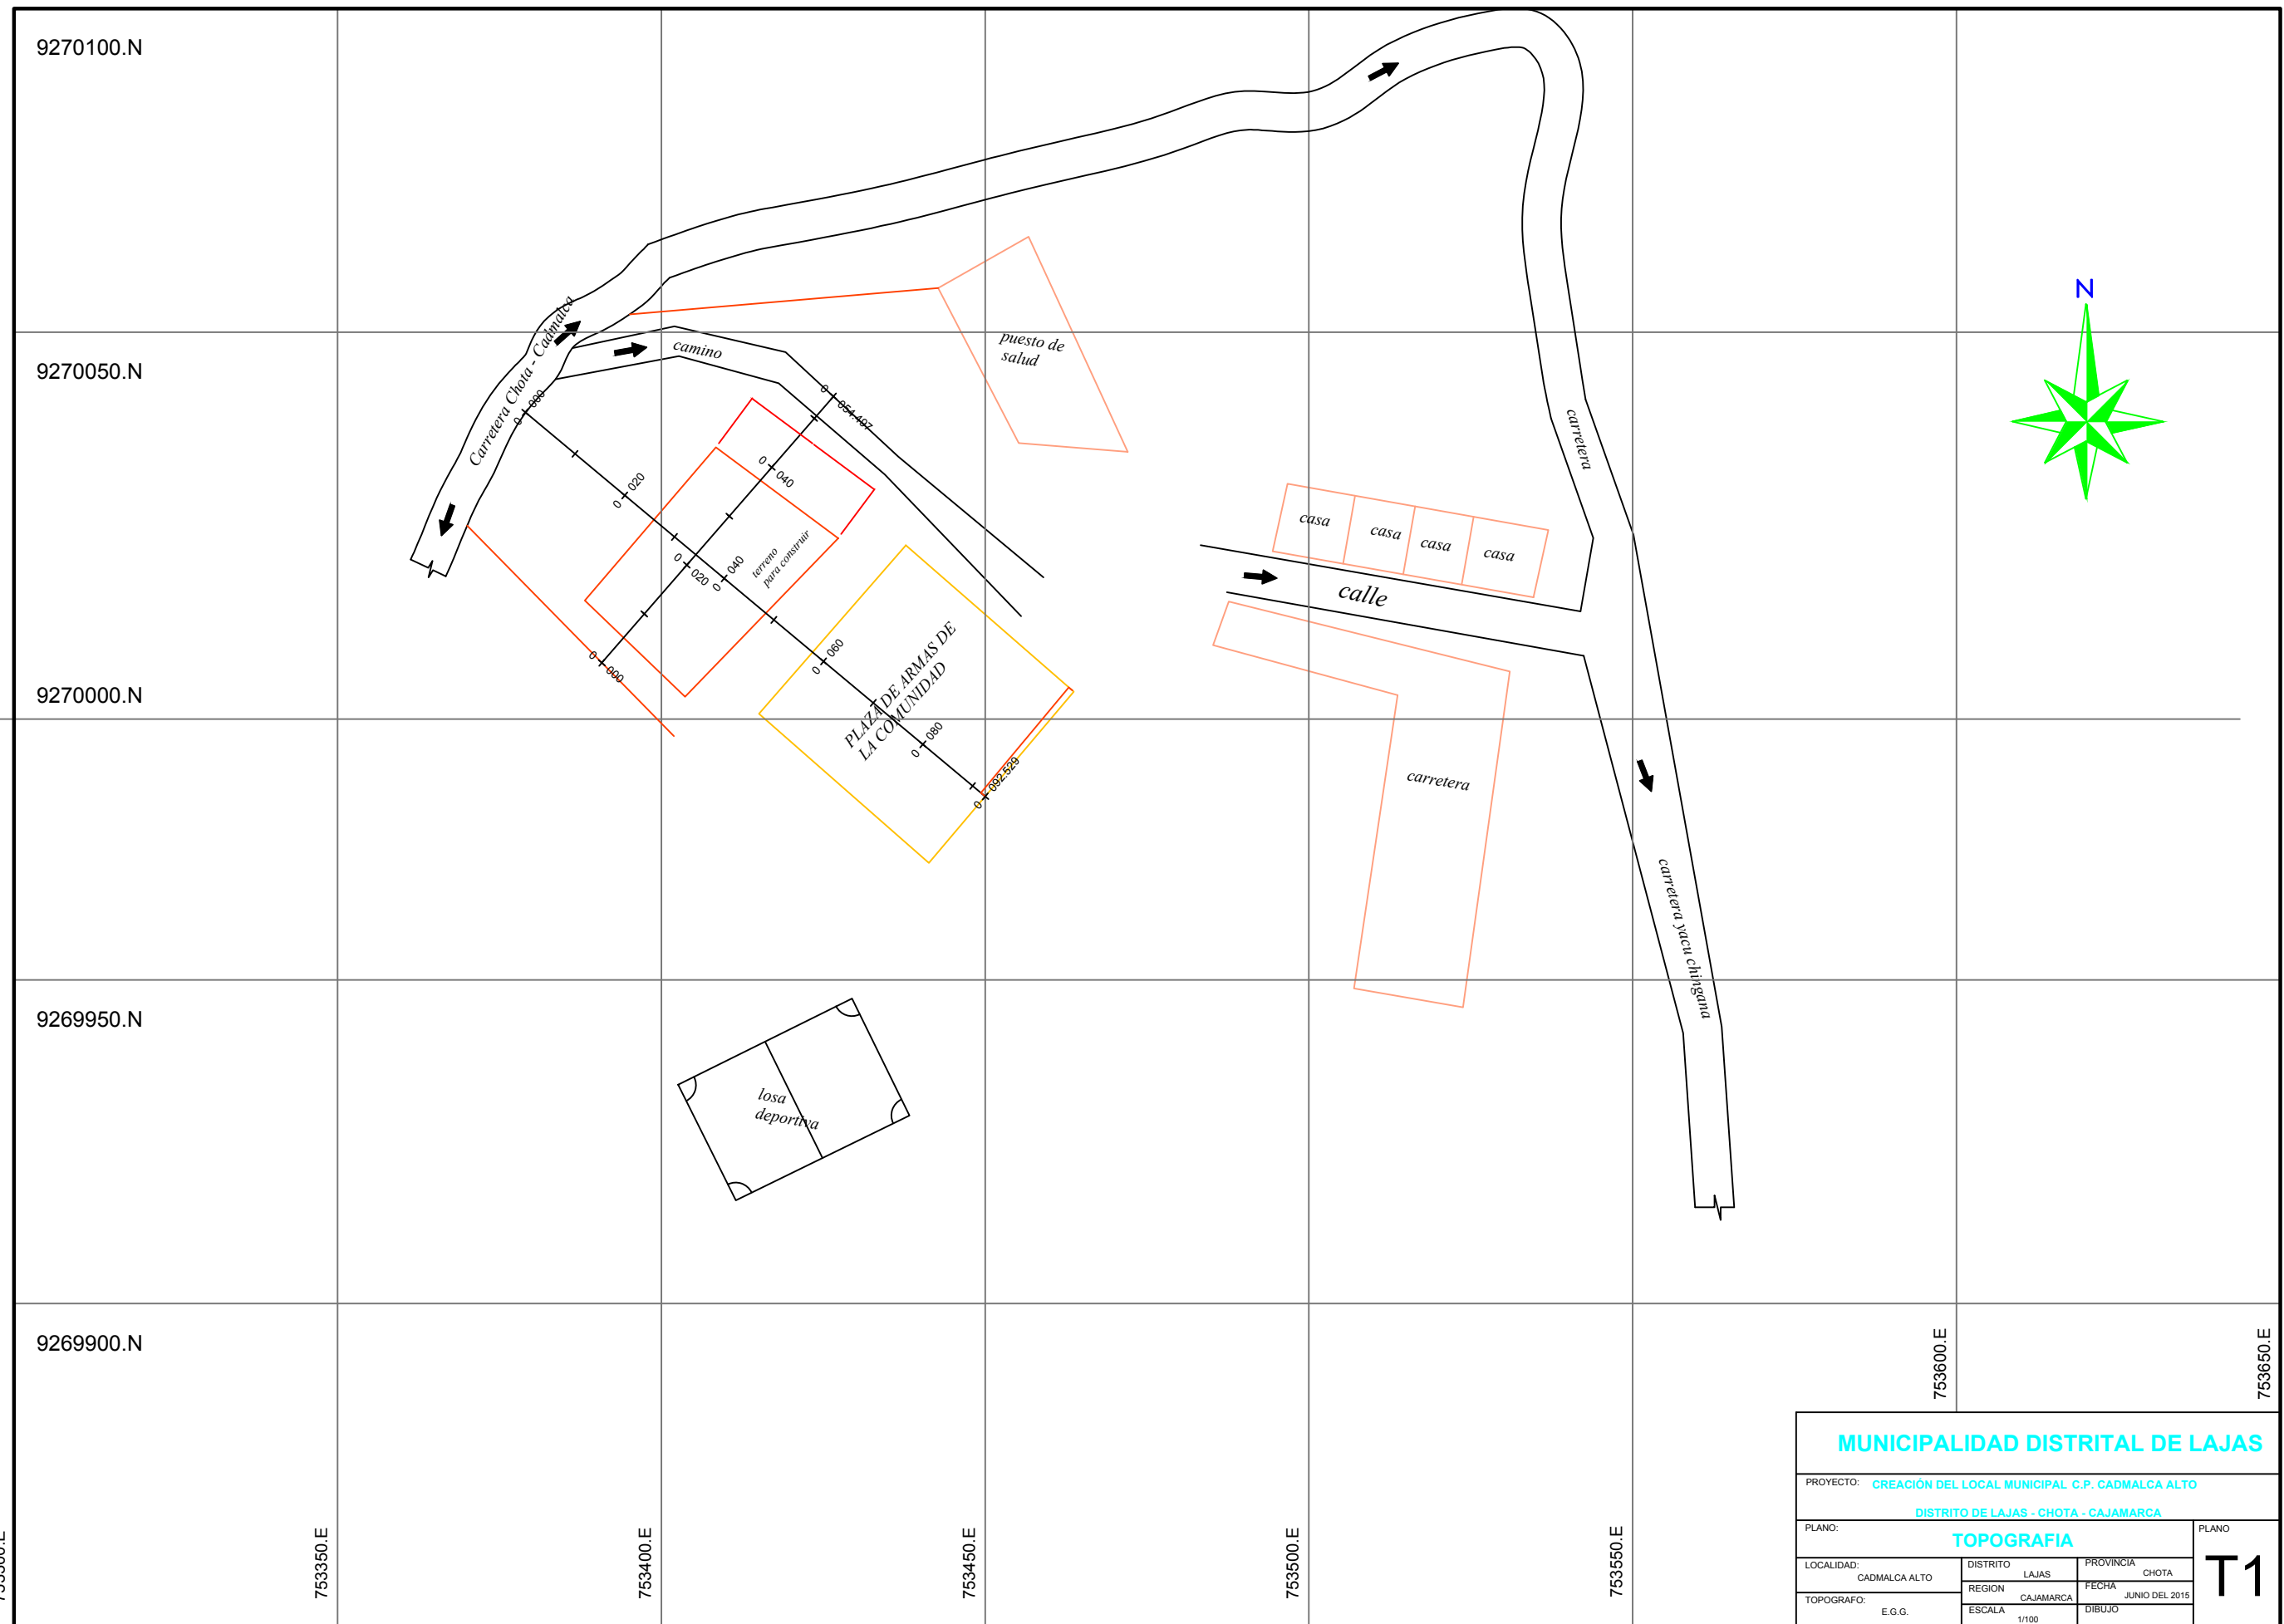 9270100.N
N
Carretera Chota - Cadmalca
camino
puesto de
salud
9270050.N
0 000
0 054.497
carretera
0 020
0 040
casa
casa
casa
casa
terreno
para construir
0 020
0 040
calle
0 000
0 060
PLAZA DE ARMAS DE
LA COMUNIDAD
9270000.N
0 080
0 092.529
carretera
carretera yacu chingana
9269950.N
losa
deportiva
9269900.N
753350.E
753400.E
753450.E
753500.E
753550.E
753600.E
753650.E
MUNICIPALIDAD DISTRITAL DE LAJAS
PROYECTO: CREACIÓN DEL LOCAL MUNICIPAL C.P. CADMALCA ALTO
DISTRITO DE LAJAS - CHOTA - CAJAMARCA
PLANO:
TOPOGRAFIA
PLANO
T1
LOCALIDAD:
CADMALCA ALTO
DISTRITO
LAJAS
PROVINCIA
CHOTA
TOPOGRAFO:
E.G.G.
REGION
CAJAMARCA
FECHA
JUNIO DEL 2015
ESCALA
1/100
DIBUJO